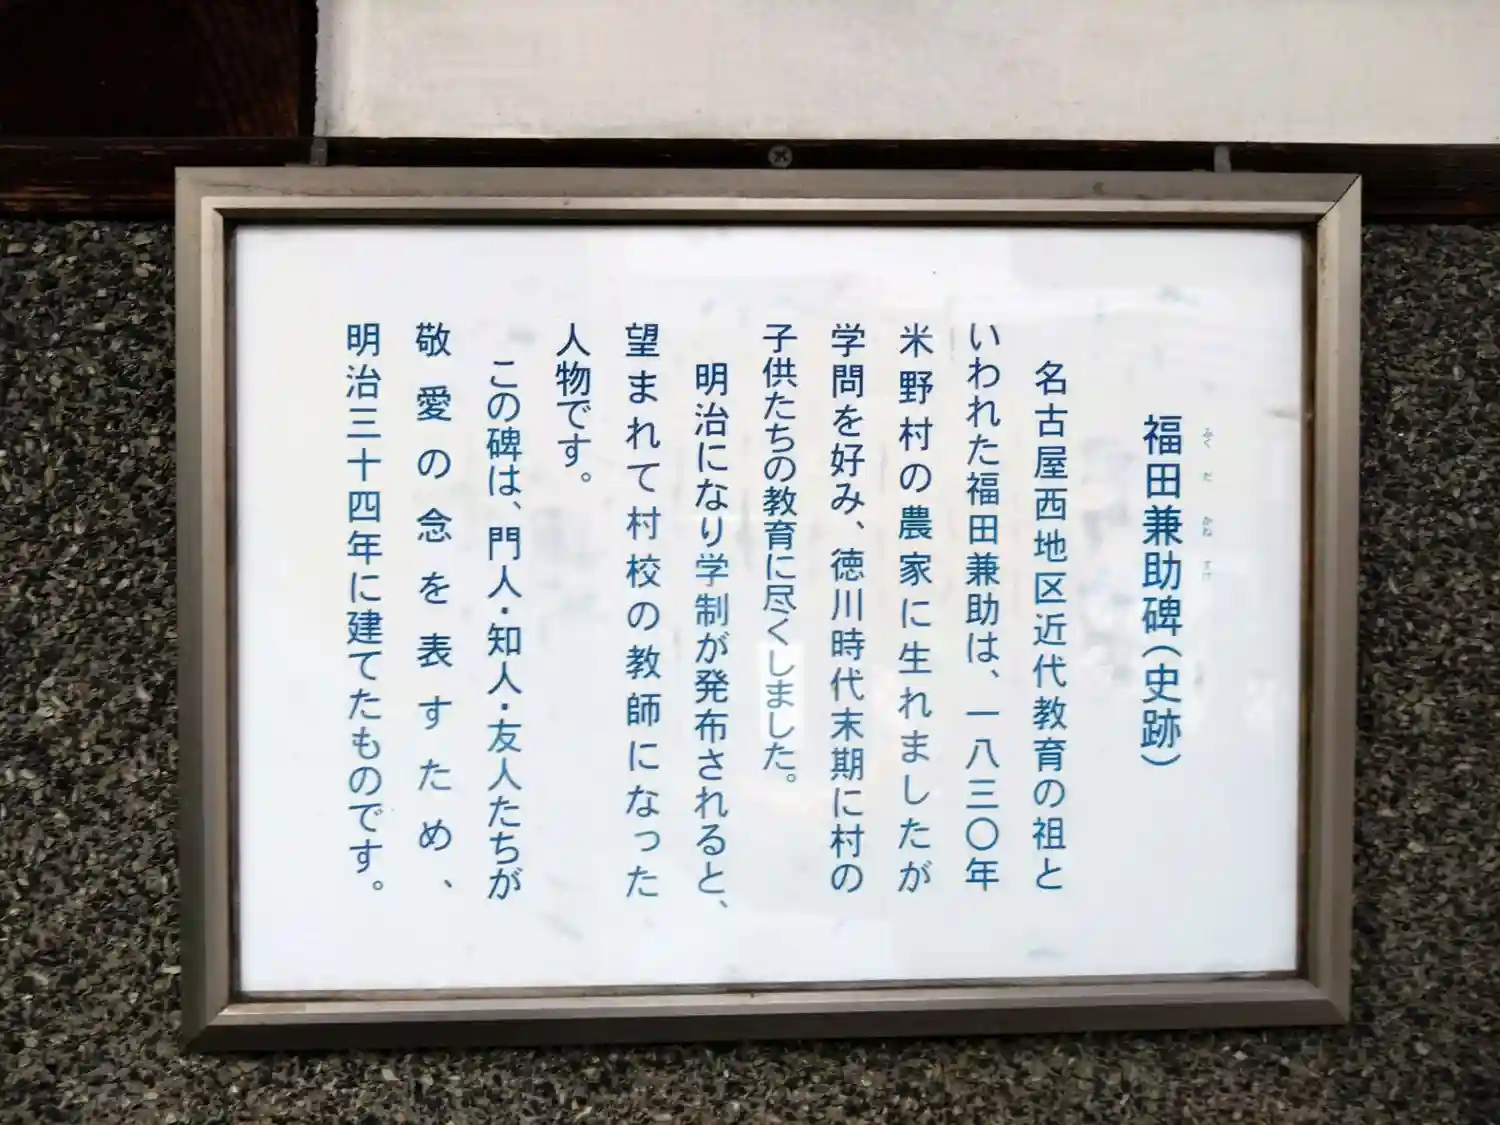 ふくだかねすけ
福田兼助碑(史跡)
名古屋西地区近代教育の祖と
いわれた福田兼助は、一八三〇年
米野村の農家に生れましたが
学問を好み、徳川時代末期に村の
子供たちの教育に尽くしました。
明治になり学制が発布されると、
望まれて村校の教師になった
人物です。
この碑は、門人・知人・友人たちが
敬愛の念を表すため、
明治三十四年に建てたものです。